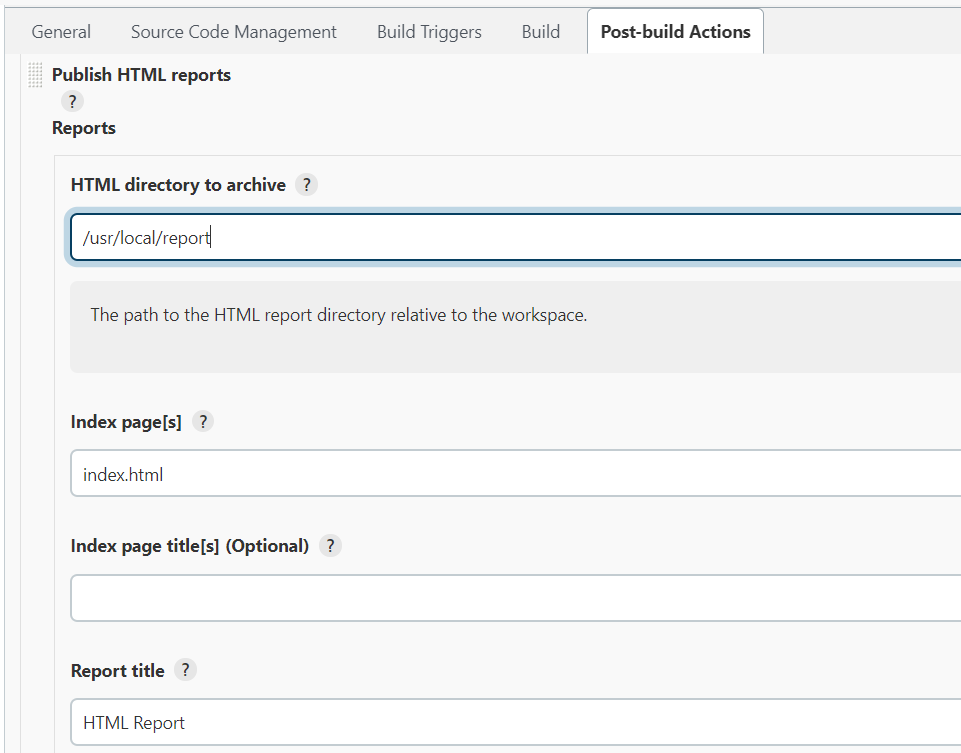 General Source Code Management Build Triggers Build Post-build Actions
Publish HTML reports
?
Reports
HTML directory to archive ?
/usr/local/report
The path to the HTML report directory relative to the workspace.
Index page[s] ?
index.html
Index page title[s] (Optional) ?
Report title ?
HTML Report